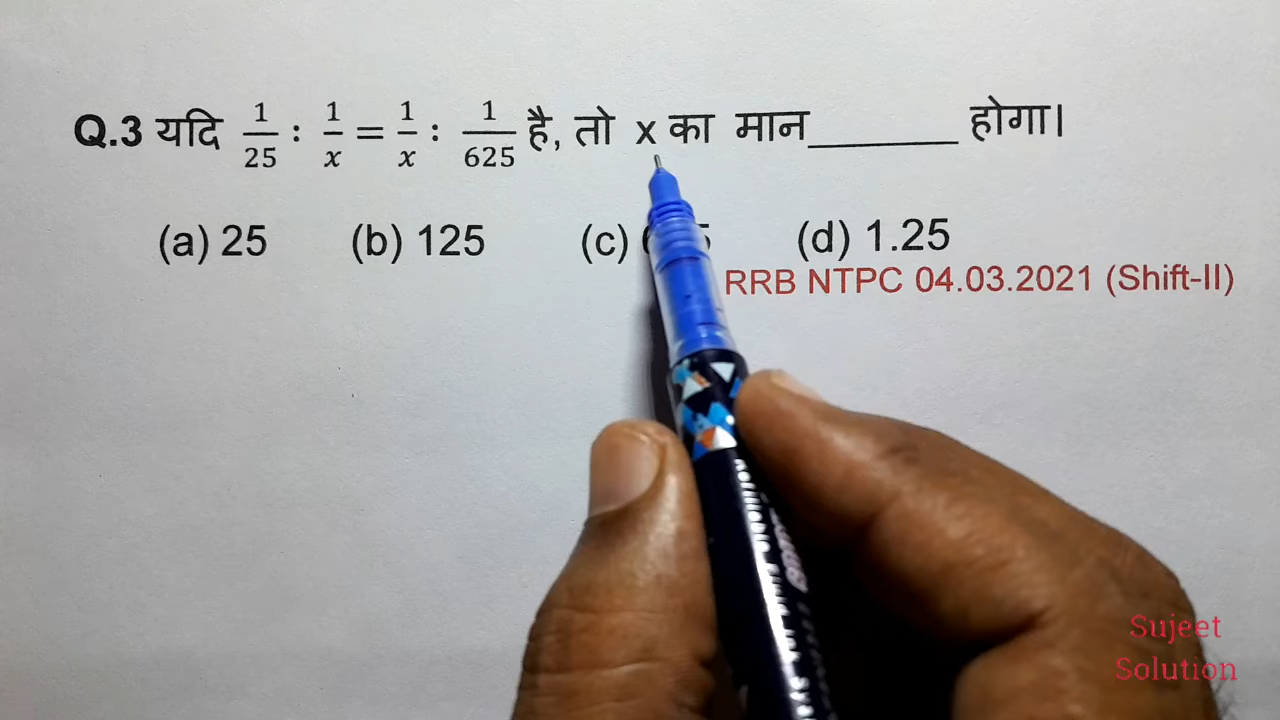 Q.3 यदि 1/25 : 1/x = 1/x : 1/625 है, तो x का मान_______ होगा।
(a) 25 (b) 125 (c) (d) 1.25
RRB NTPC 04.03.2021 (Shift-II)
Sujeet
Solution